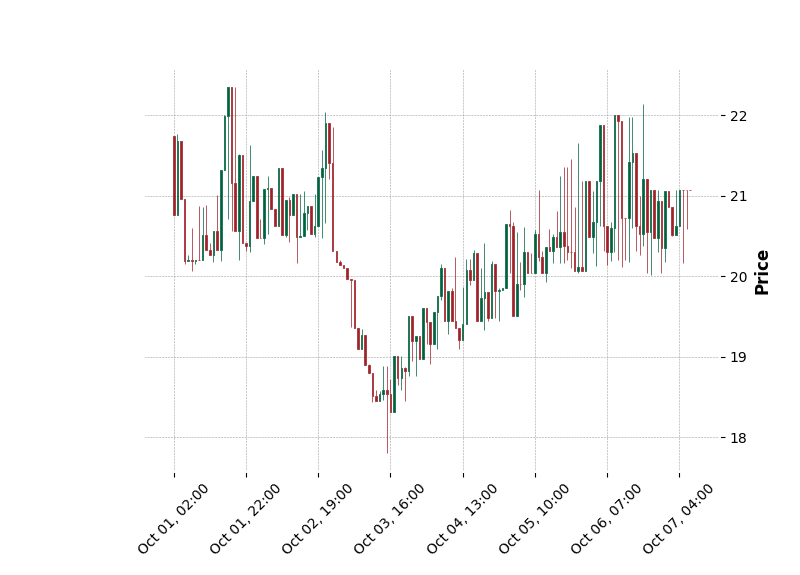 22
21
20
19
18
Price
Oct 01, 02:00
Oct 01, 22:00
Oct 02, 19:00
Oct 03, 16:00
Oct 04, 13:00
Oct 05, 10:00
Oct 06, 07:00
Oct 07, 04:00